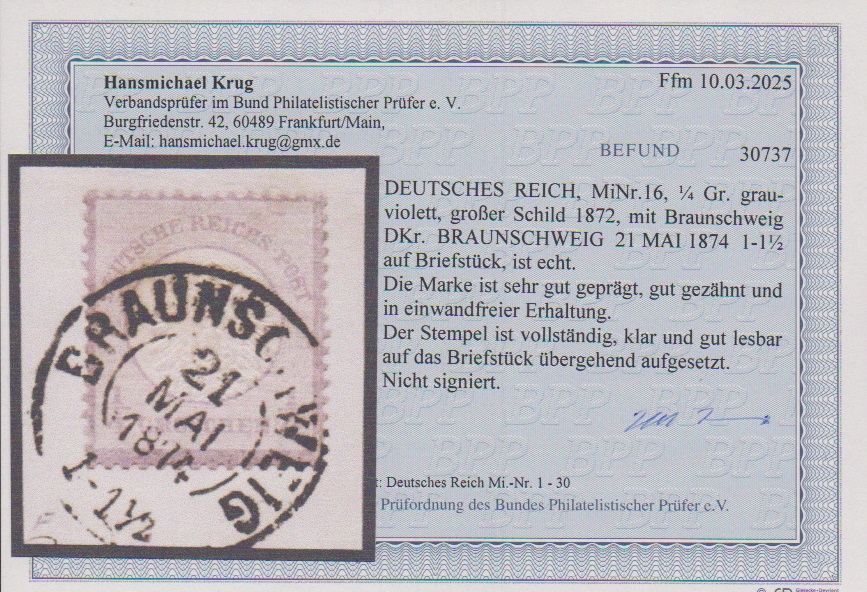 Hansmichael Krug
Ffm 10.03.2025
Verbandsprüfer im Bund Philatelistischer Prüfer e. V.
Burgfriedenstr. 42, 60489 Frankfurt/Main,
E-Mail: hansmichael.krug@gmx.de
BEFUND 30737
DEUTSCHES REICH, MiNr.16, ¼ Gr. grau-
violett, großer Schild 1872, mit Braunschweig
DKr. BRAUNSCHWEIG 21 MAI 1874 1-1½
auf Briefstück, ist echt.
Die Marke ist sehr gut geprägt, gut gezähnt und
in einwandfreier Erhaltung.
Der Stempel ist vollständig, klar und gut lesbar
auf das Briefstück übergehend aufgesetzt.
Nicht signiert.
t: Deutsches Reich Mi.-Nr. 1 - 30
Prüfordnung des Bundes Philatelistischer Prüfer e.V.
DEUTSCHE REICHS-POST
BRAUNSCHWEIG
21
MAI
1874
1-1½
BPP